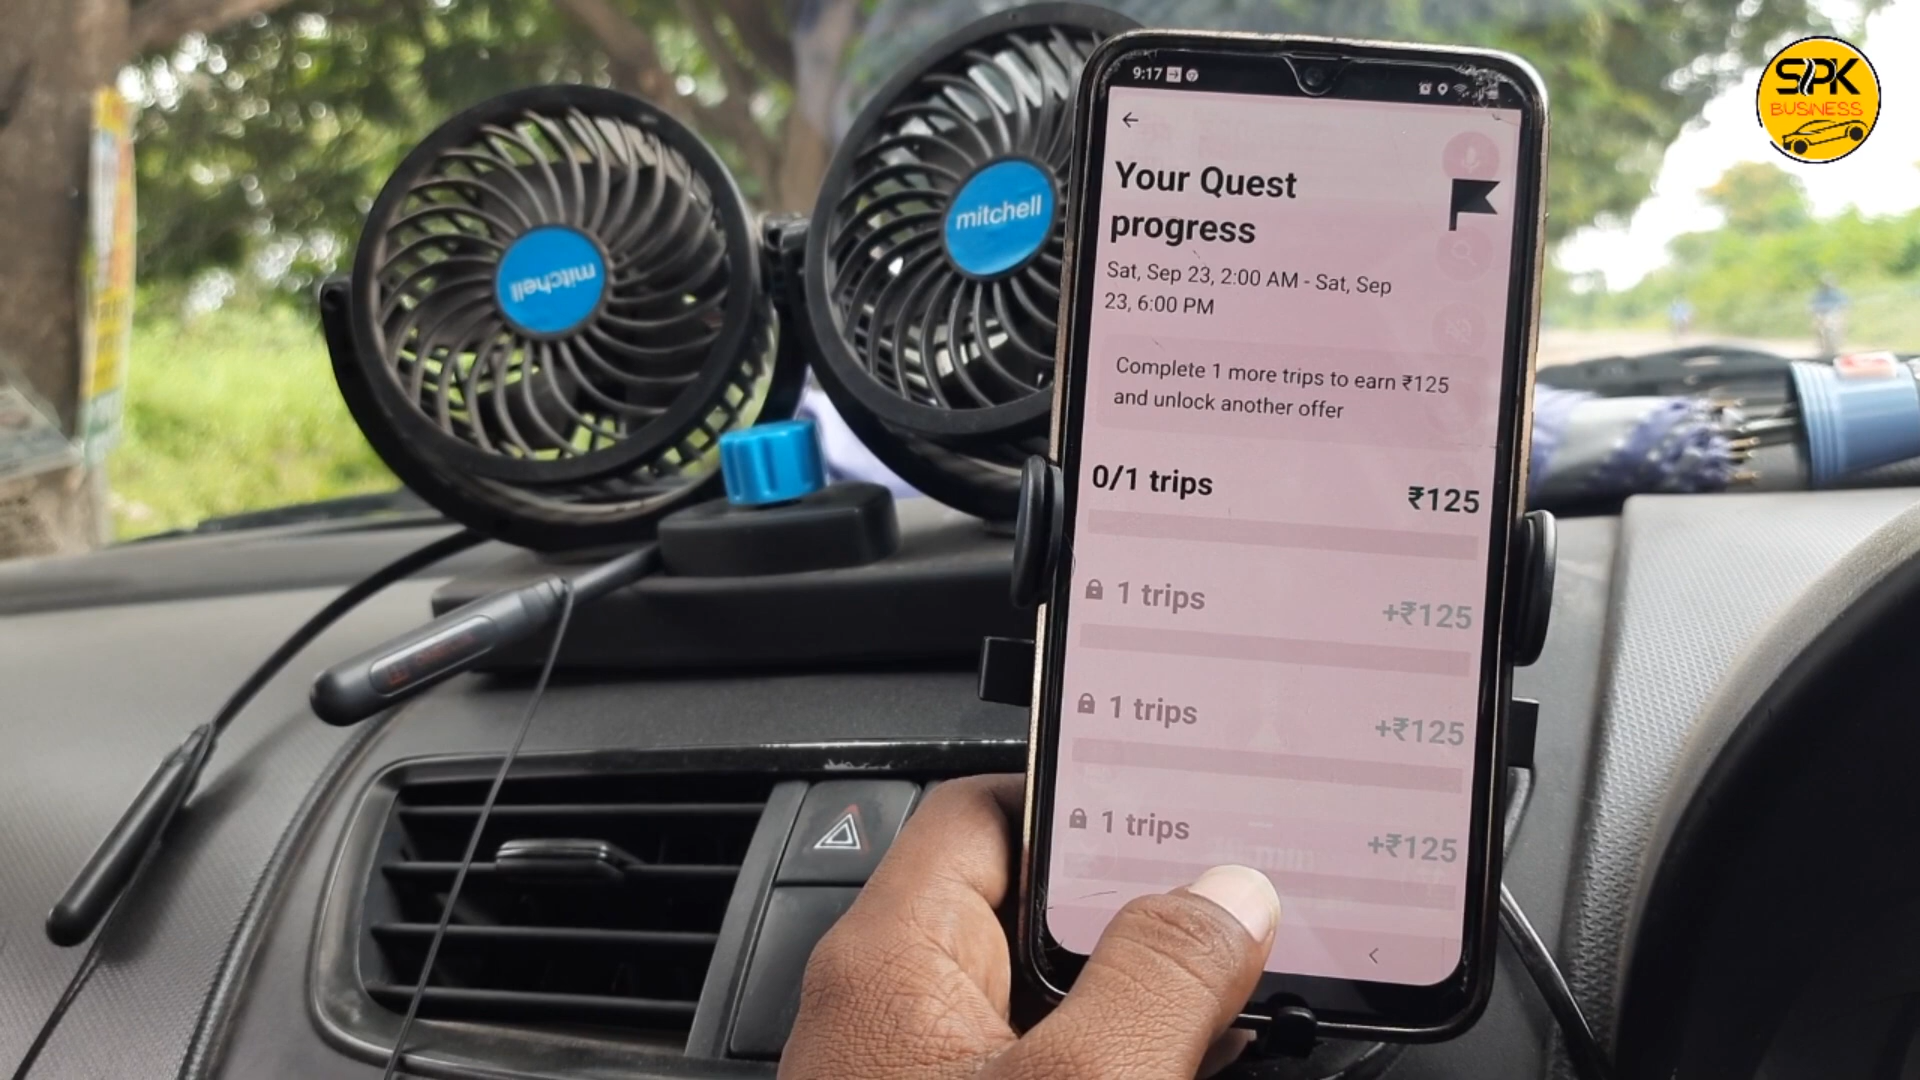 mitchell
mitchell
9:17
Your Quest
progress
Sat, Sep 23, 2:00 AM - Sat, Sep
23, 6:00 PM
Complete 1 more trips to earn ₹125
and unlock another offer
0/1 trips ₹125
1 trips +₹125
1 trips +₹125
1 trips +₹125
SPK
BUSINESS